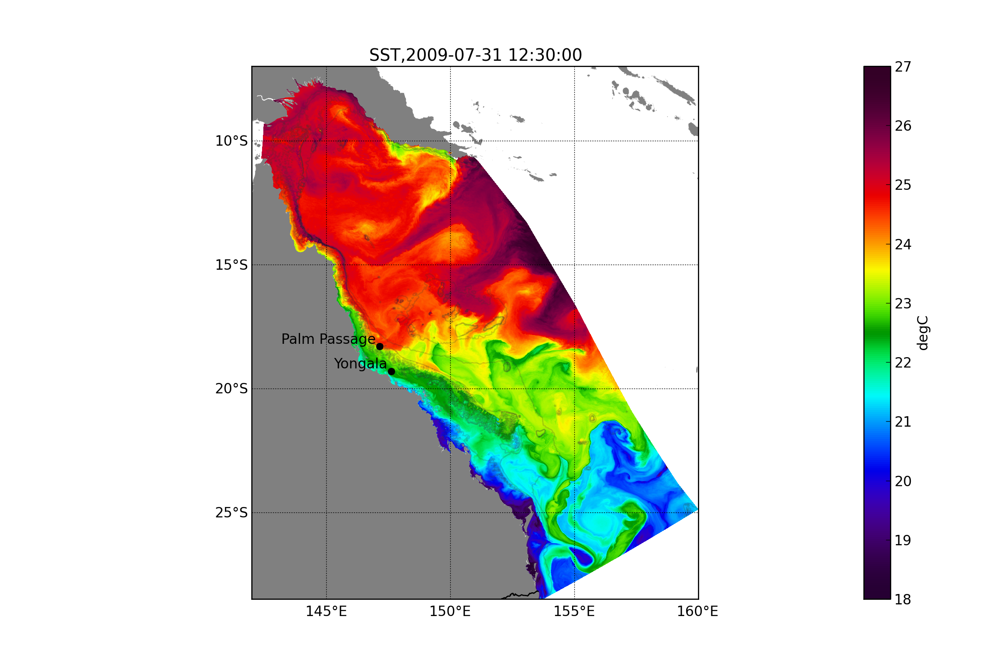 SST,2009-07-31 12:30:00
10°S
15°S
20°S
25°S
Palm Passage
Yongala
145°E
150°E
155°E
160°E
27
26
25
24
23
22
21
20
19
18
degC